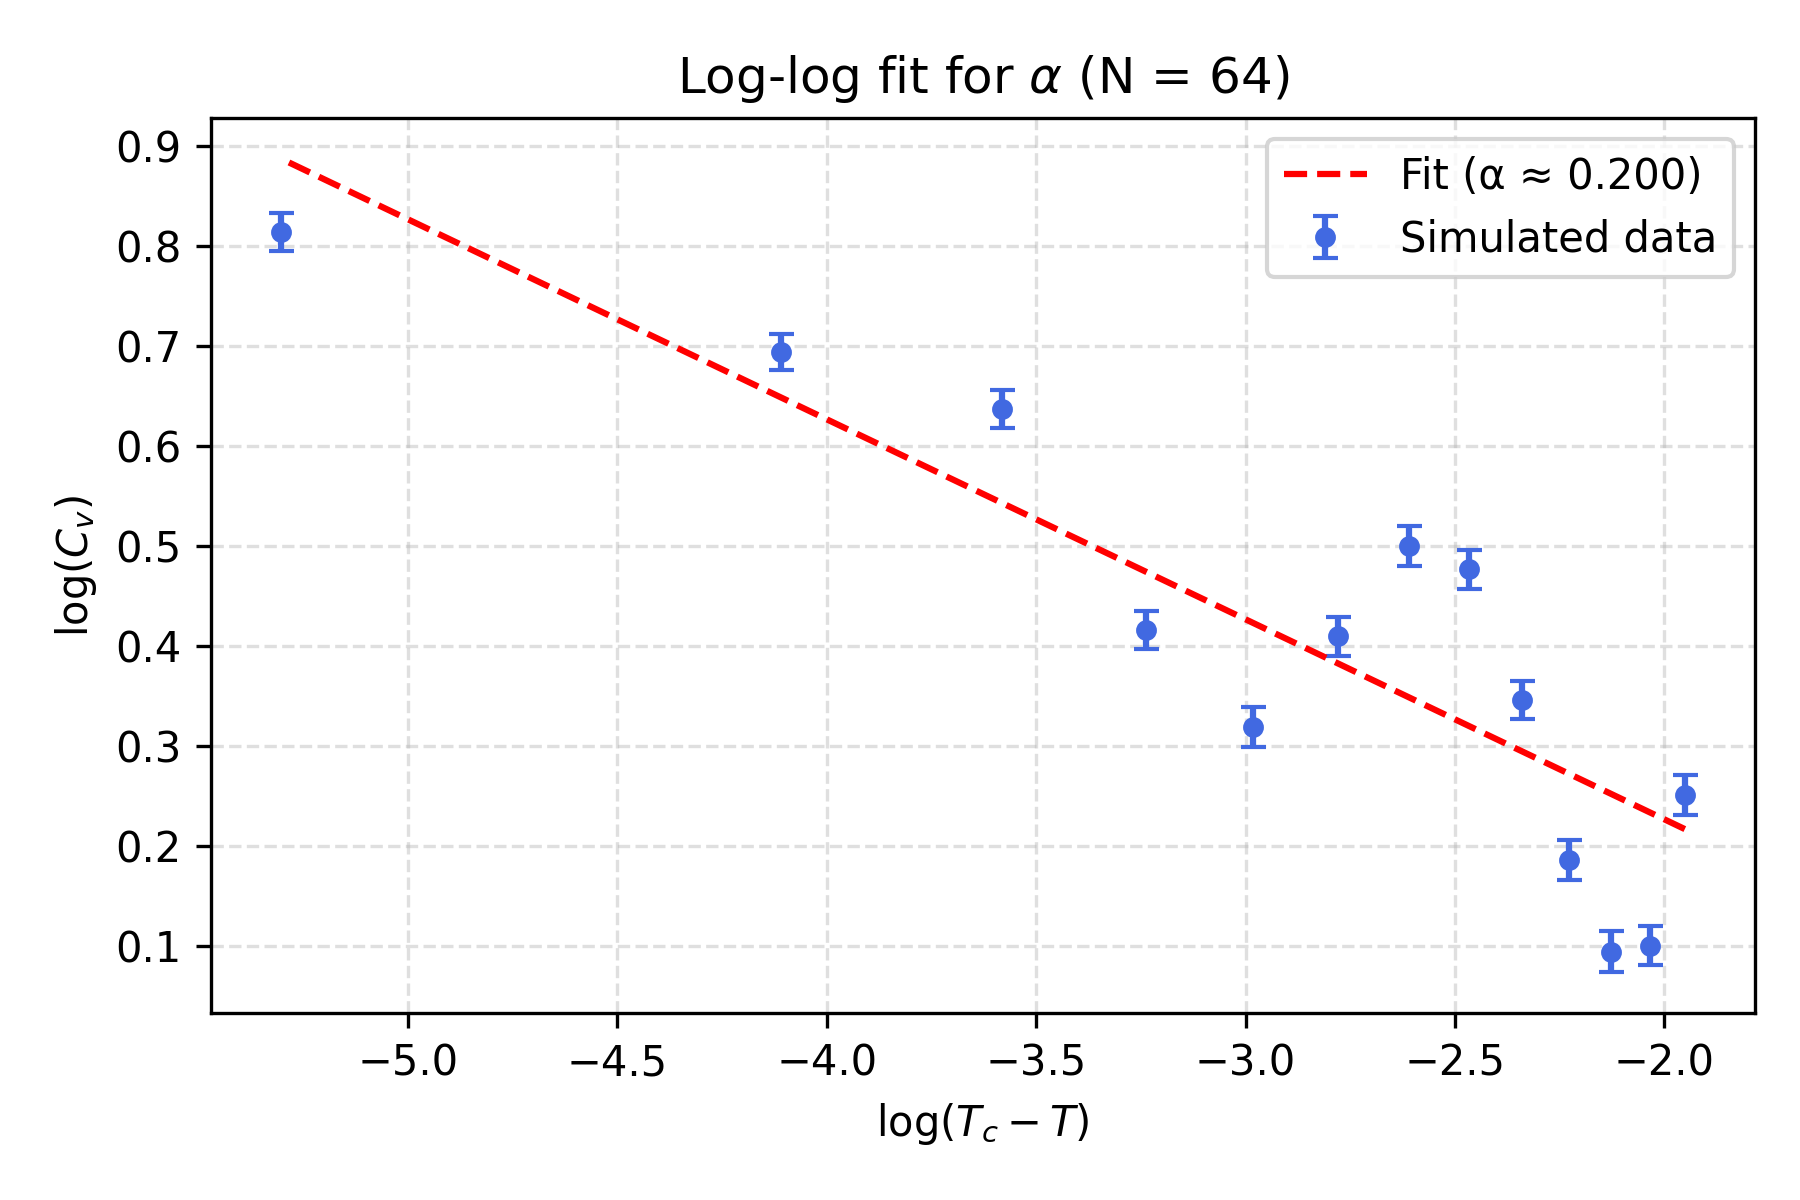 Log-log fit for α (N = 64)
Fit (α ≈ 0.200)
Simulated data
log(Cᵥ)
0.9
0.8
0.7
0.6
0.5
0.4
0.3
0.2
0.1
−5.0 −4.5 −4.0 −3.5 −3.0 −2.5 −2.0
log(T_c − T)